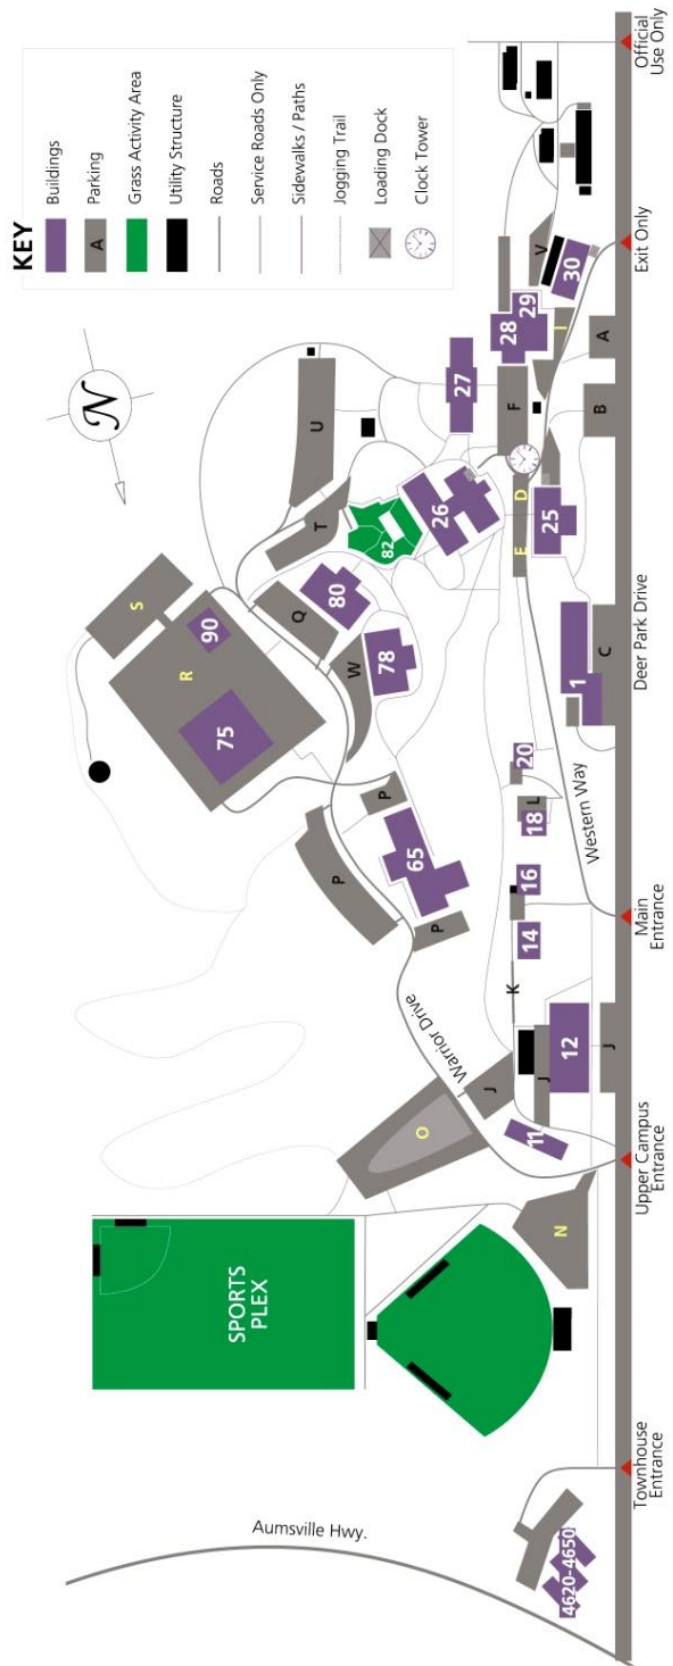 KEY
Buildings
A
Parking
Grass Activity Area
Utility Structure
Roads
Service Roads Only
Sidewalks / Paths
Jogging Trail
Loading Dock
Clock Tower
N
Aumsville Hwy.
SPORTS
PLEX
O
N
Warrior Drive
P
P
P
65
75
R
S
90
Q
80
W
78
T
U
82
26
27
28
29
F
D
E
25
V
30
I
A
B
C
1
20
L
18
16
14
K
J
J
12
J
11
4620-4650
Western Way
Townhouse
Entrance
Upper Campus
Entrance
Main
Entrance
Deer Park Drive
Exit Only
Official
Use Only